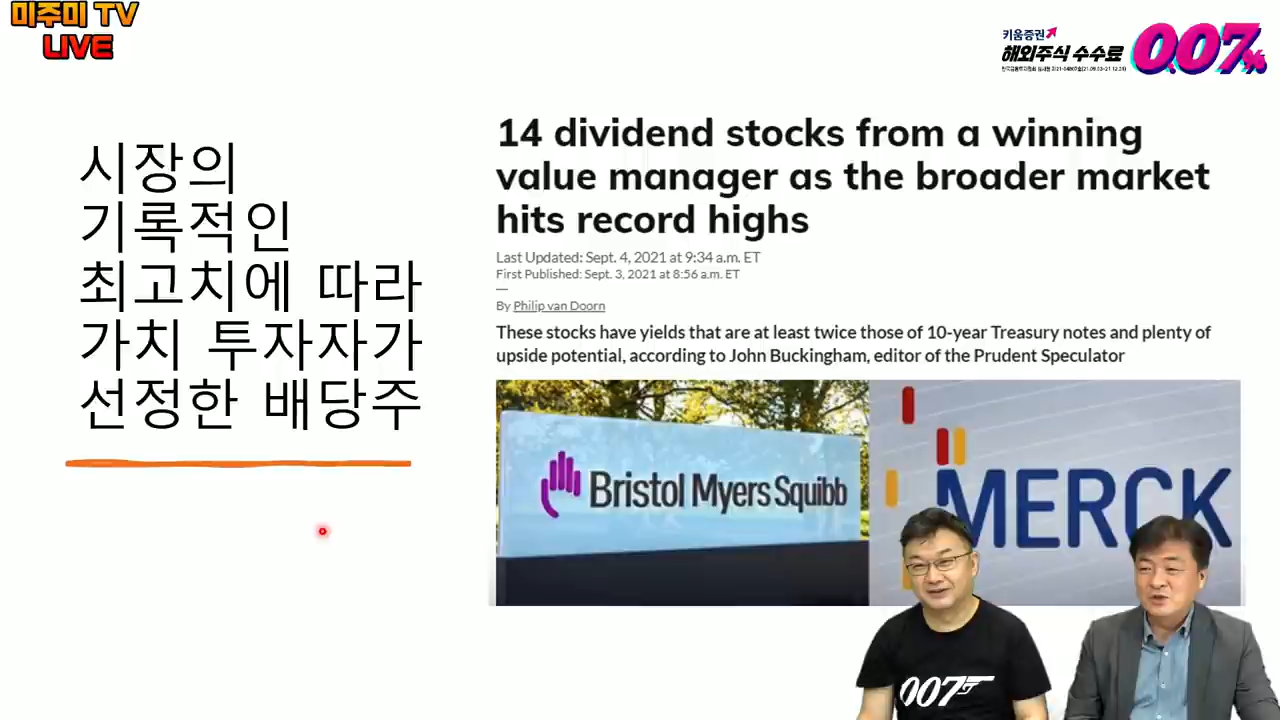 미주미 TV
LIVE
키움증권
해외주식 수수료
0.07%
시장의
기록적인
최고치에 따라
가치 투자자가
선정한 배당주
14 dividend stocks from a winning
value manager as the broader market
hits record highs
Last Updated: Sept. 4, 2021 at 9:34 a.m. ET
First Published: Sept. 3, 2021 at 8:56 a.m. ET
By Philip van Doorn
These stocks have yields that are at least twice those of 10-year Treasury notes and plenty of
upside potential, according to John Buckingham, editor of the Prudent Speculator
Bristol Myers Squibb
MERCK
007